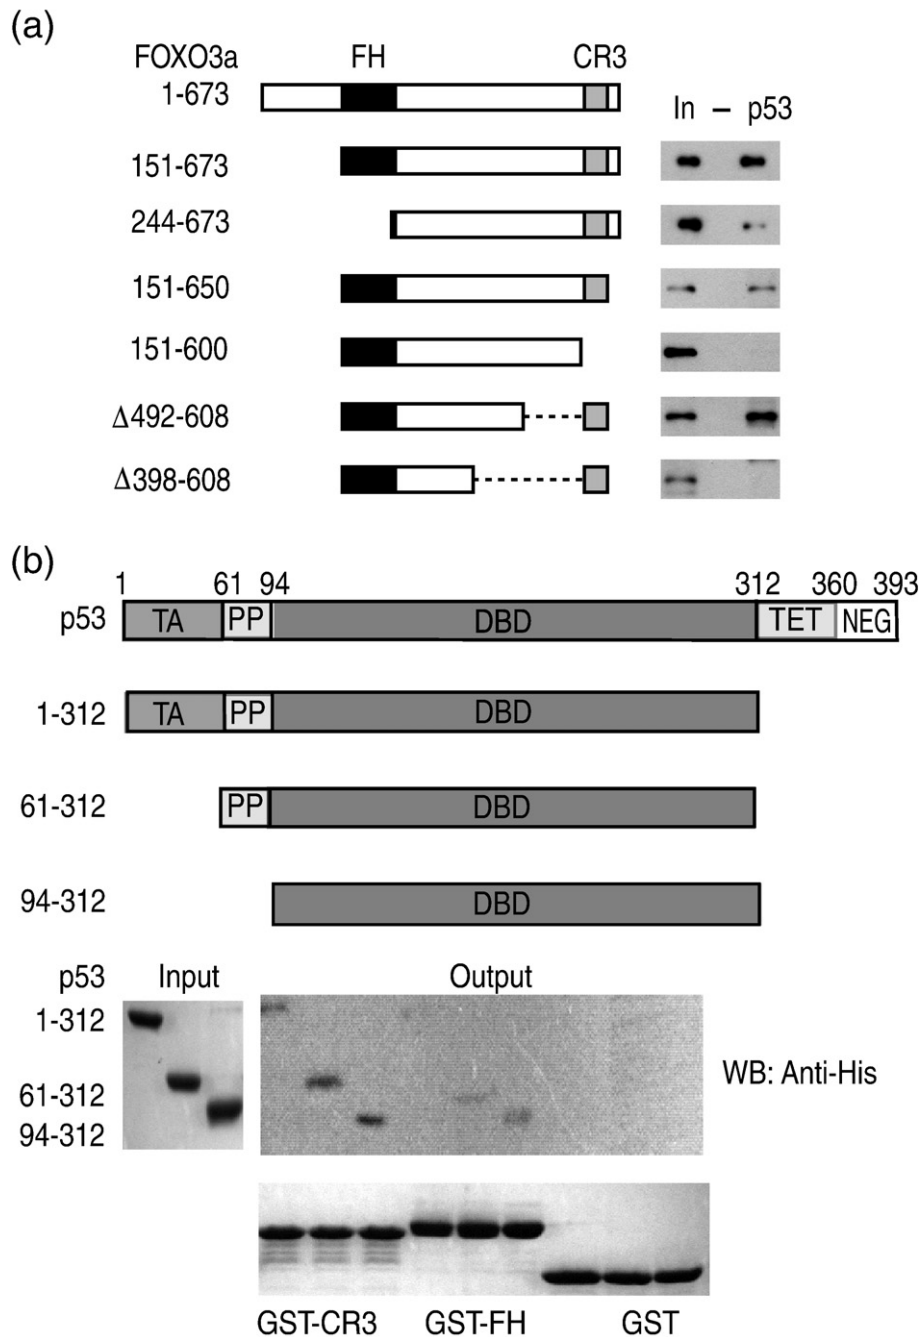 (a)
FOXO3a FH CR3
1-673
In – p53
151-673
244-673
151-650
151-600
Δ492-608
Δ398-608
(b)
1 61 94 312 360 393
p53 TA PP DBD TET NEG
1-312 TA PP DBD
61-312 PP DBD
94-312 DBD
p53 Input Output
1-312
61-312
94-312
WB: Anti-His
GST-CR3 GST-FH GST